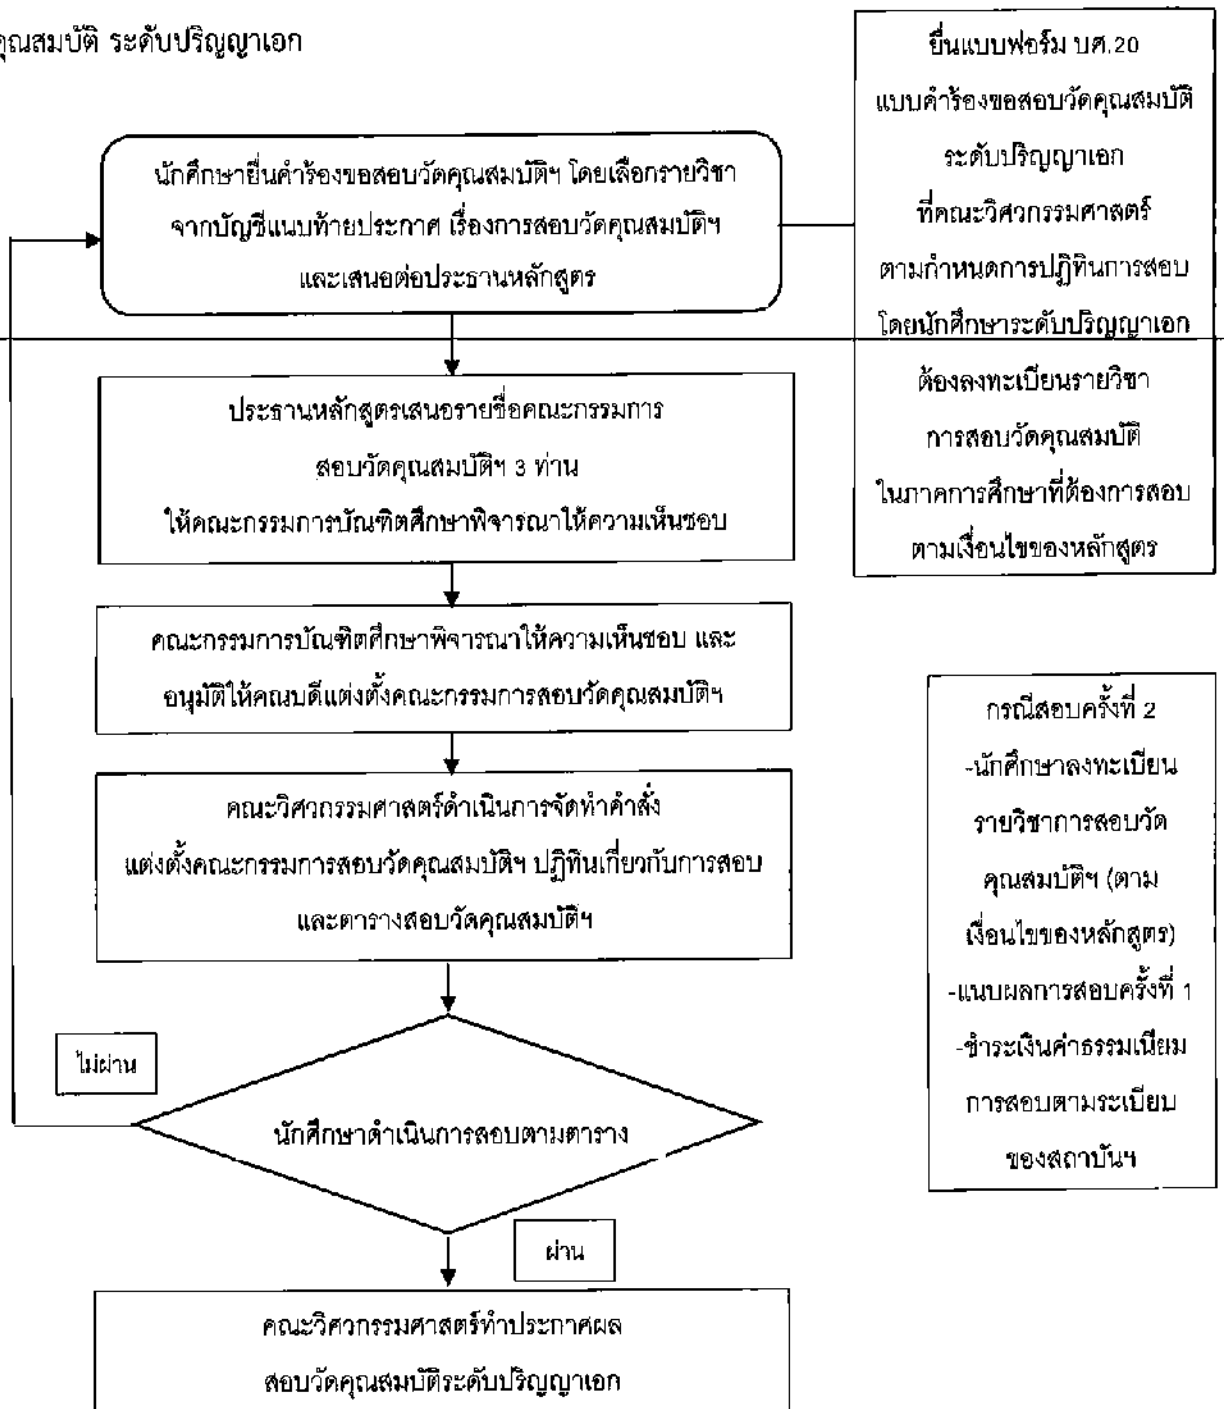 คุณสมบัติ ระดับปริญญาเอก
นักศึกษายื่นคำร้องขอสอบวัดคุณสมบัติฯ โดยเลือกรายวิชา
จากบัญชีแนบท้ายประกาศ เรื่องการสอบวัดคุณสมบัติฯ
และเสนอต่อประธานหลักสูตร
ยื่นแบบฟอร์ม บศ.20
แบบคำร้องขอสอบวัดคุณสมบัติ
ระดับปริญญาเอก
ที่คณะวิศวกรรมศาสตร์
ตามกำหนดการปฏิทินการสอบ
โดยนักศึกษาระดับปริญญาเอก
ต้องลงทะเบียนรายวิชา
การสอบวัดคุณสมบัติ
ในภาคการศึกษาที่ต้องการสอบ
ตามเงื่อนไขของหลักสูตร
ประธานหลักสูตรเสนอรายชื่อคณะกรรมการ
สอบวัดคุณสมบัติฯ 3 ท่าน
ให้คณะกรรมการบัณฑิตศึกษาพิจารณาให้ความเห็นชอบ
คณะกรรมการบัณฑิตศึกษาพิจารณาให้ความเห็นชอบ และ
อนุมัติให้คณบดีแต่งตั้งคณะกรรมการสอบวัดคุณสมบัติฯ
คณะวิศวกรรมศาสตร์ดำเนินการจัดทำคำสั่ง
แต่งตั้งคณะกรรมการสอบวัดคุณสมบัติฯ ปฏิทินเกี่ยวกับการสอบ
และตารางสอบวัดคุณสมบัติฯ
กรณีสอบครั้งที่ 2
-นักศึกษาลงทะเบียน
รายวิชาการสอบวัด
คุณสมบัติฯ (ตาม
เงื่อนไขของหลักสูตร)
-แนบผลการสอบครั้งที่ 1
-ชำระเงินค่าธรรมเนียม
การสอบตามระเบียบ
ของสถาบันฯ
ไม่ผ่าน
นักศึกษาดำเนินการสอบตามตาราง
ผ่าน
คณะวิศวกรรมศาสตร์ทำประกาศผล
สอบวัดคุณสมบัติระดับปริญญาเอก